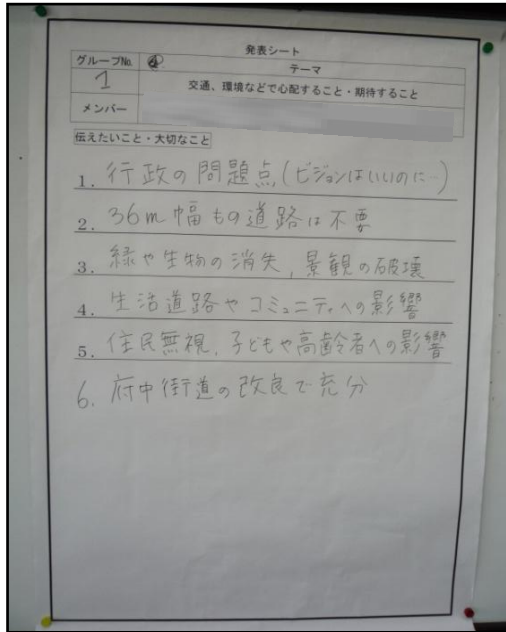 発表シート
グループNo. ④ テーマ
1 交通、環境などで心配すること・期待すること
メンバー
伝えたいこと・大切なこと
1. 行政の問題点(ビジョンはいいのに…)
2. 36m幅もの道路は不要
3. 緑や生物の消失,景観の破壊
4. 生活道路やコミュニティへの影響
5. 住民無視,子どもや高齢者への影響
6. 府中街道の改良で充分